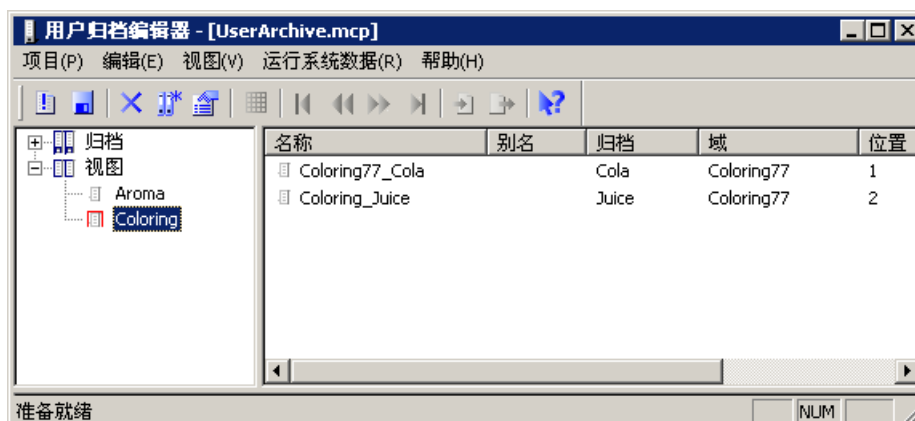 用户归档编辑器 - [UserArchive.mcp]
项目(P) 编辑(E) 视图(V) 运行系统数据(R) 帮助(H)
归档
视图
Aroma
Coloring
名称 别名 归档 域 位置
Coloring77_Cola Cola Coloring77 1
Coloring_Juice Juice Coloring77 2
准备就绪 NUM